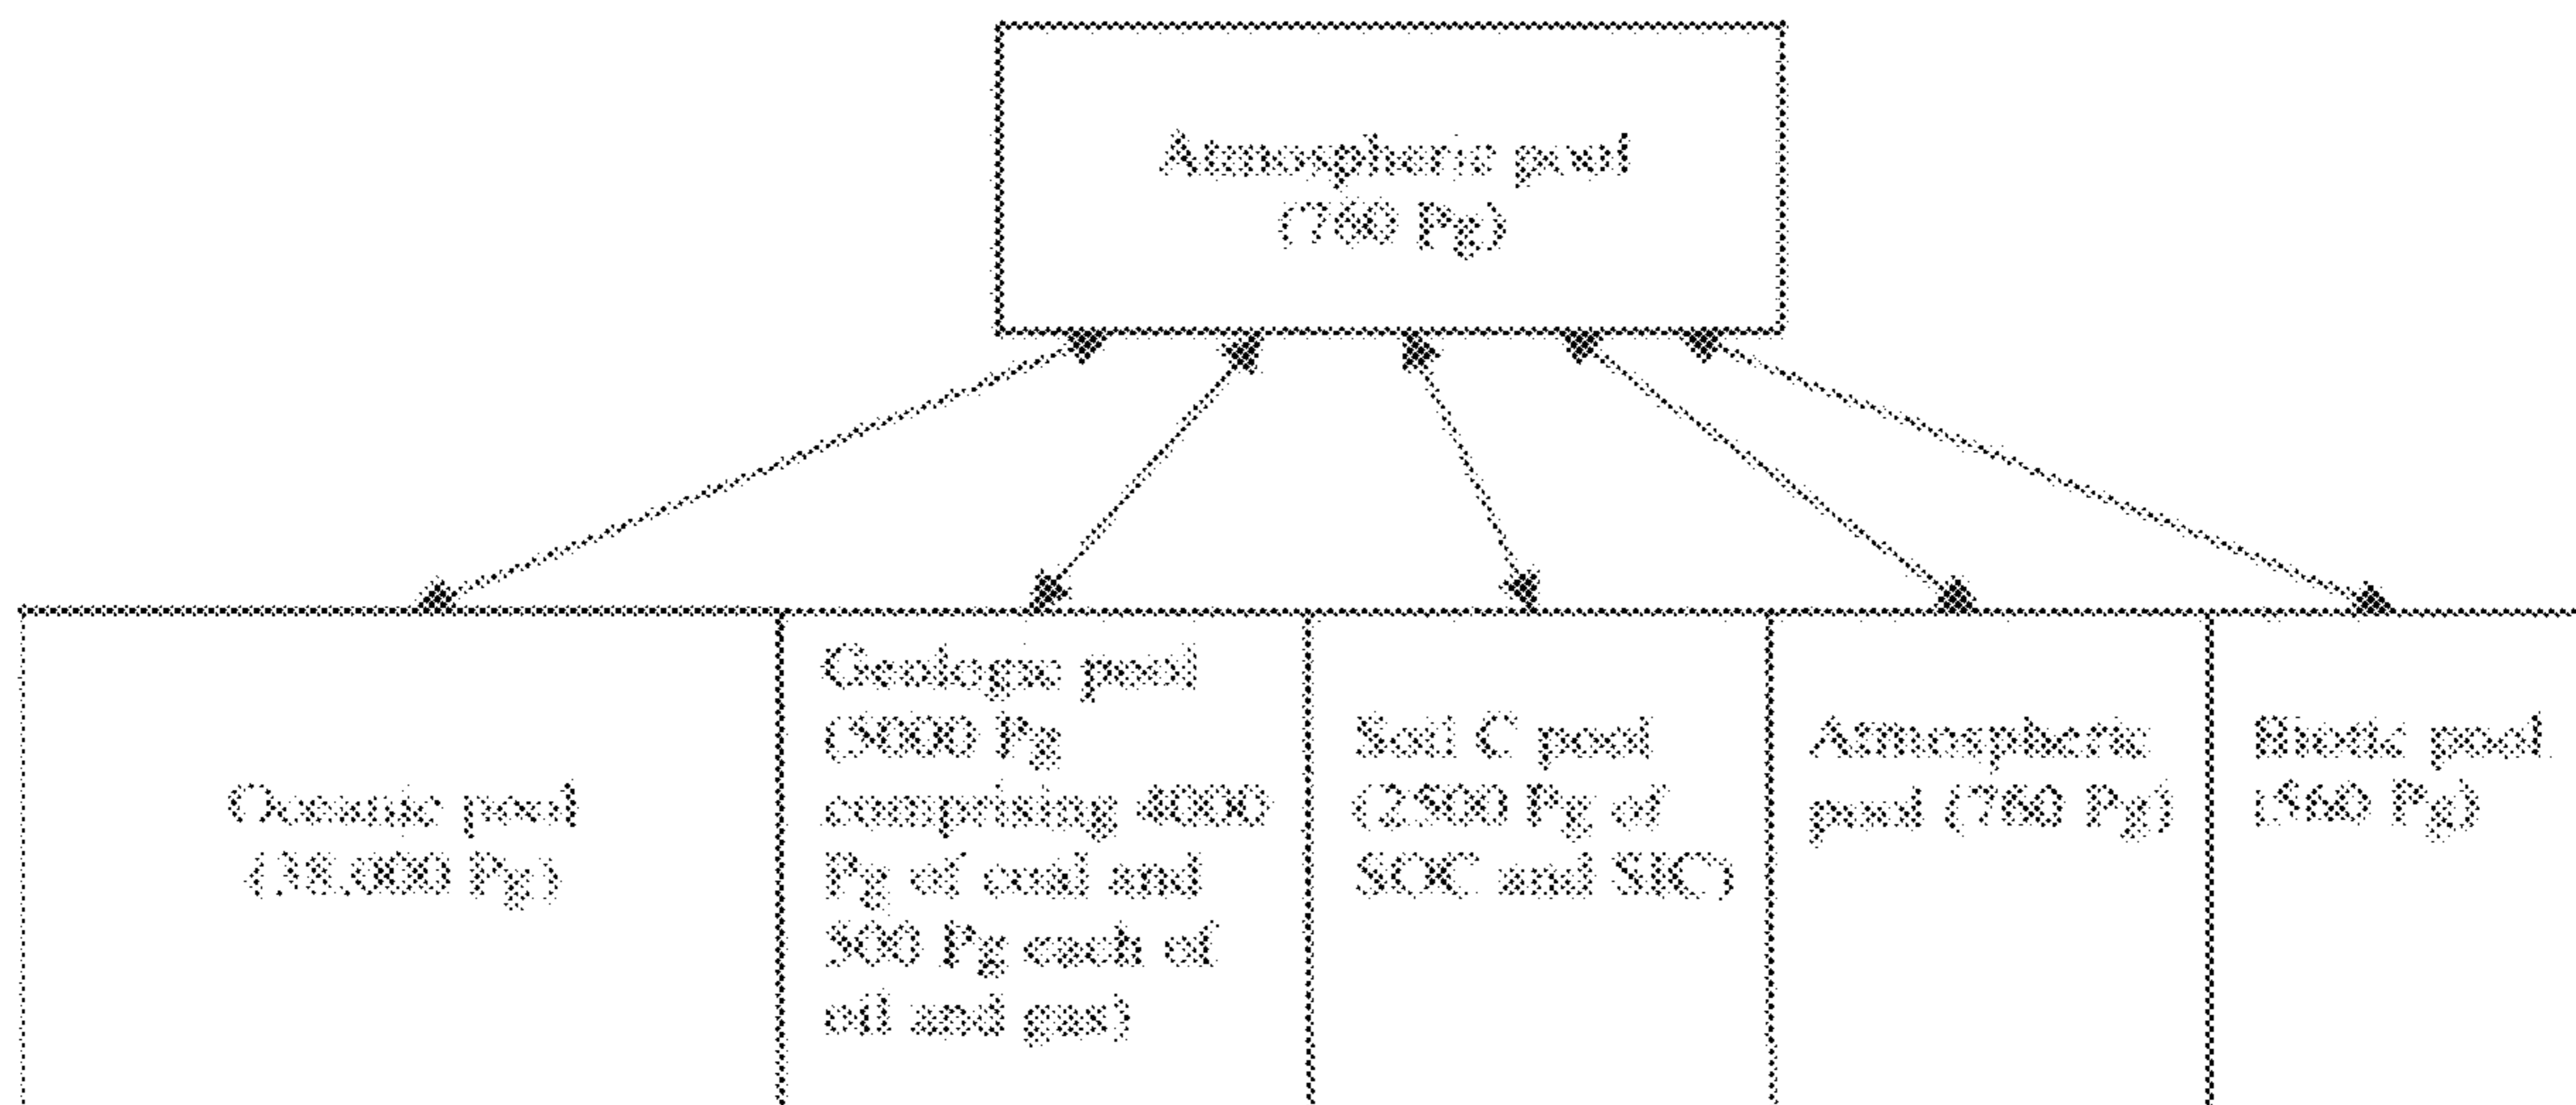 Atmospheric pool
(760 Pg)
Oceanic pool
(38,000 Pg)
Geologic pool
(5000 Pg
comprising 4000
Pg of coal and
500 Pg each of
oil and gas)
Soil C pool
(2500 Pg of
SOC and SIC)
Atmospheric
pool (760 Pg)
Biotic pool
(560 Pg)